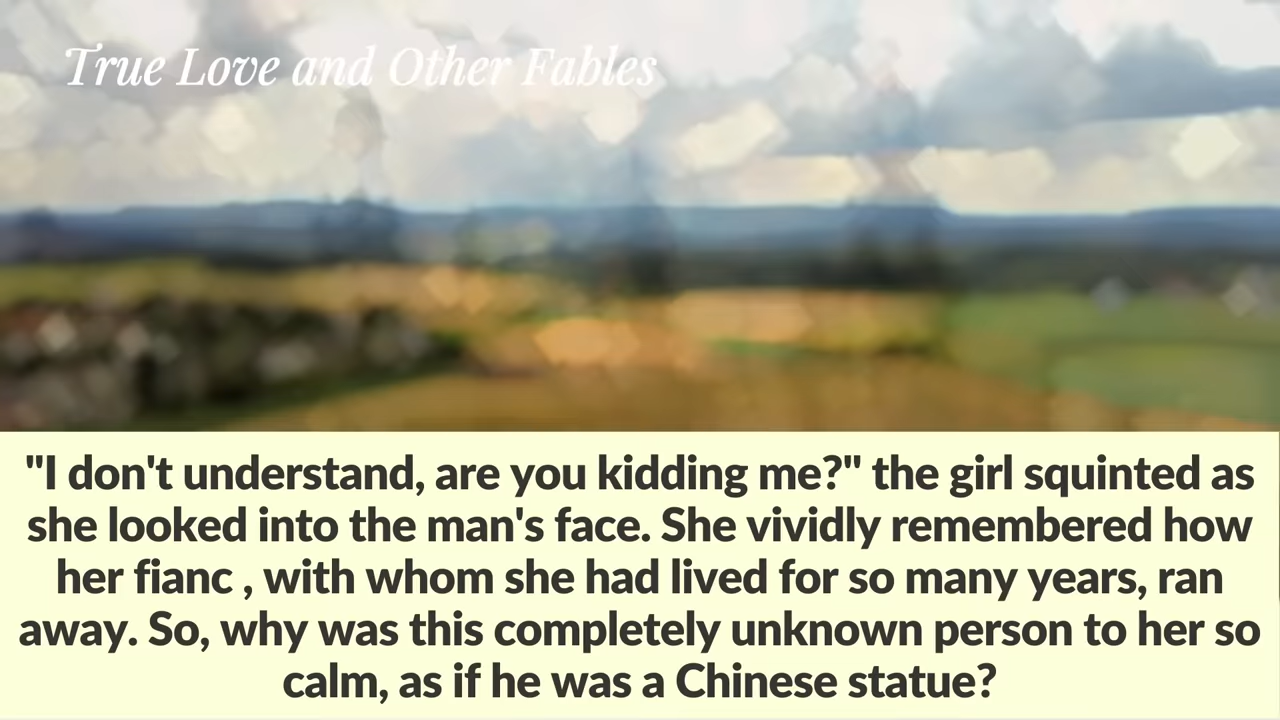 True Love and Other Fables
"I don't understand, are you kidding me?" the girl squinted as
she looked into the man's face. She vividly remembered how
her fianc , with whom she had lived for so many years, ran
away. So, why was this completely unknown person to her so
calm, as if he was a Chinese statue?